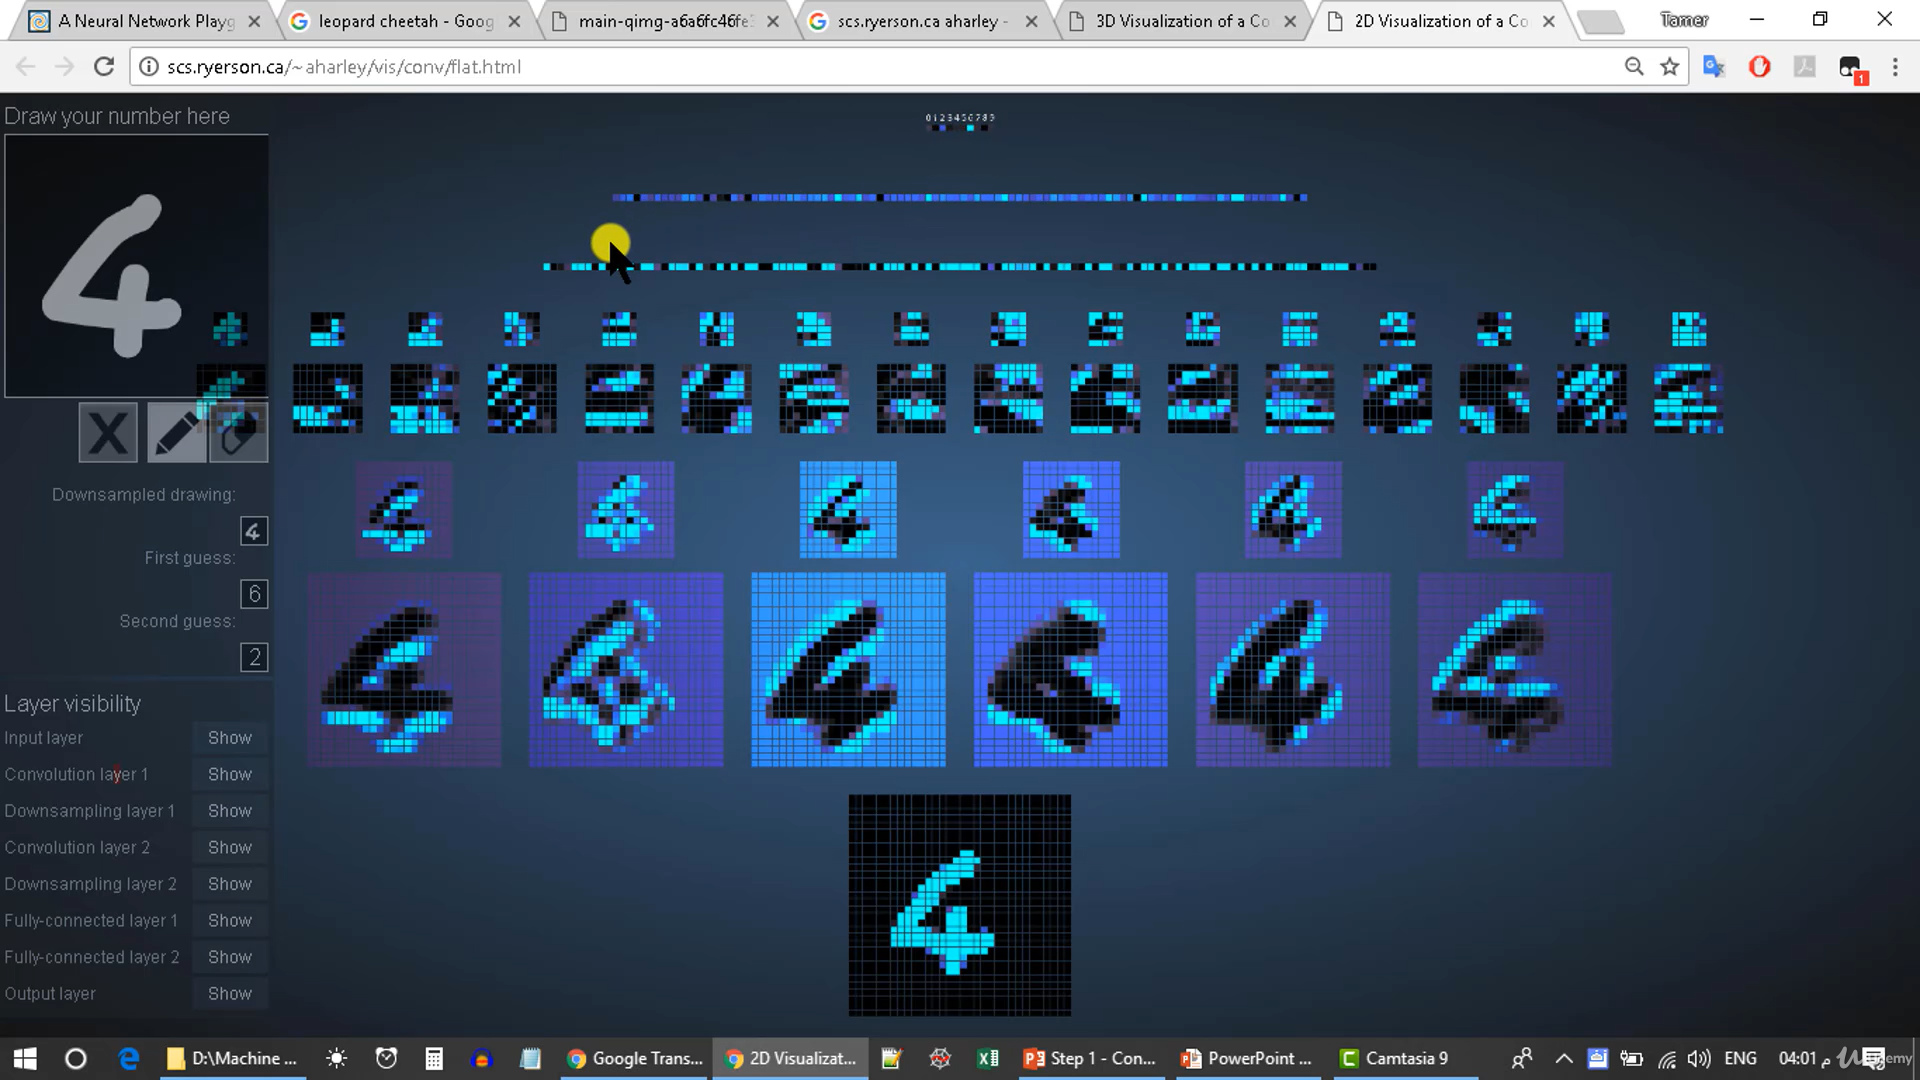 A Neural Network Playg
leopard cheetah - Goog
main-qimg-a6a6fc46fe3
scs.ryerson.ca aharley -
3D Visualization of a Co
2D Visualization of a Co
Tamer
scs.ryerson.ca/~aharley/vis/conv/flat.html
1
Draw your number here
0123456789
4
X
Downsampled drawing:
4
First guess:
6
Second guess:
2
Layer visibility
Input layer Show
Convolution layer 1 Show
Downsampling layer 1 Show
Convolution layer 2 Show
Downsampling layer 2 Show
Fully-connected layer 1 Show
Fully-connected layer 2 Show
Output layer Show
4
D:\Machine ...
Google Trans...
2D Visualizat...
Step 1 - Con...
PowerPoint ...
Camtasia 9
ENG
04:01 م